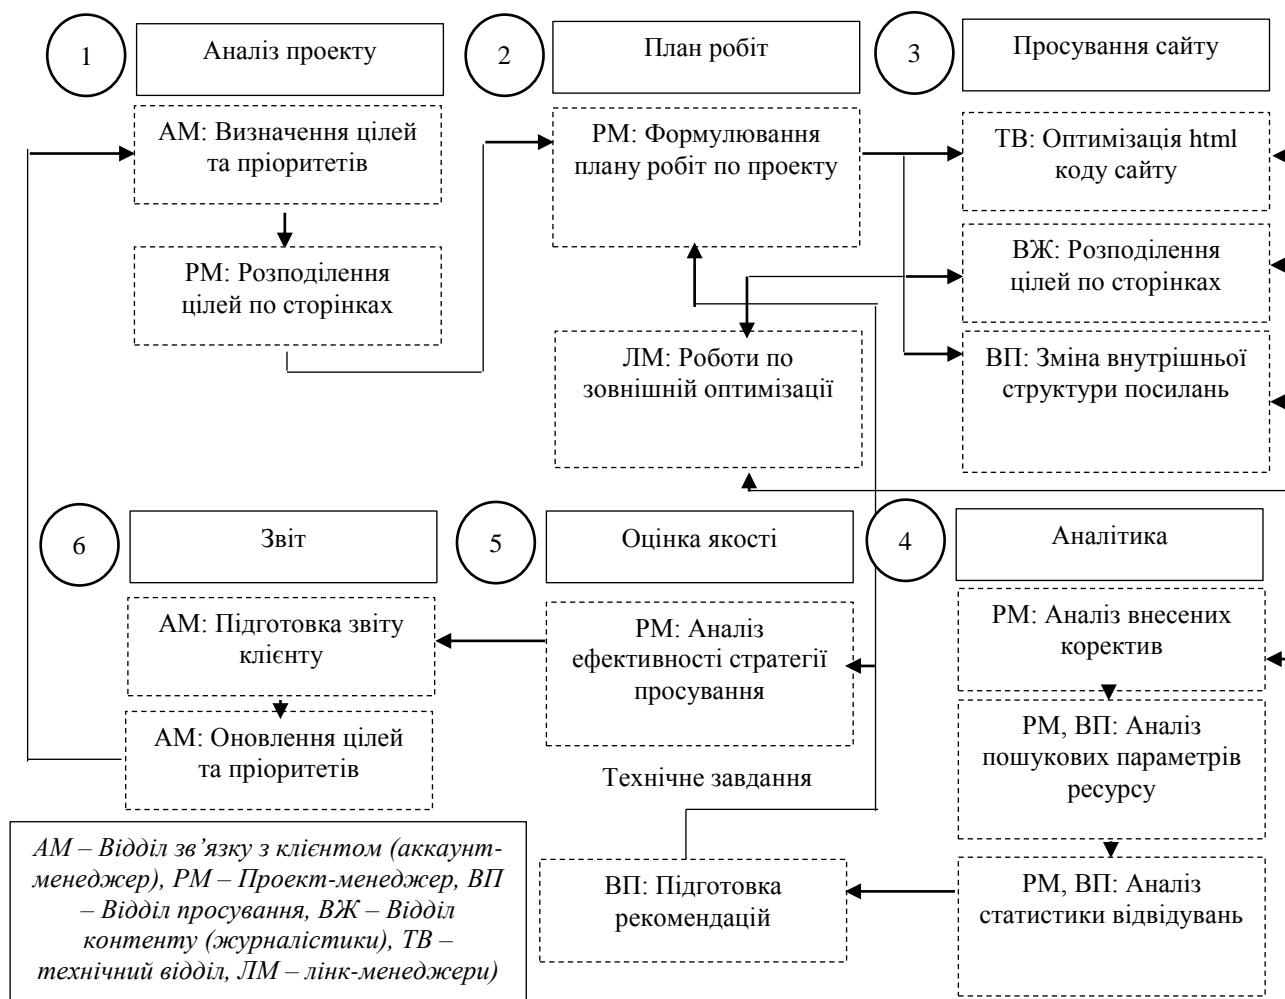 1
Аналіз проекту
АМ: Визначення цілей
та пріоритетів
РМ: Розподілення
цілей по сторінках
2
План робіт
РМ: Формулювання
плану робіт по проекту
ЛМ: Роботи по
зовнішній оптимізації
3
Просування сайту
ТВ: Оптимізація html
коду сайту
ВЖ: Розподілення
цілей по сторінках
ВП: Зміна внутрішньої
структури посилань
6
Звіт
АМ: Підготовка звіту
клієнту
АМ: Оновлення цілей
та пріоритетів
5
Оцінка якості
РМ: Аналіз
ефективності стратегії
просування
Технічне завдання
ВП: Підготовка
рекомендацій
4
Аналітика
РМ: Аналіз внесених
коректив
РМ, ВП: Аналіз
пошукових параметрів
ресурсу
РМ, ВП: Аналіз
статистики відвідувань
АМ – Відділ зв’язку з клієнтом (аккаунт-
менеджер), РМ – Проект-менеджер, ВП
– Відділ просування, ВЖ – Відділ
контенту (журналістики), ТВ –
технічний відділ, ЛМ – лінк-менеджери)